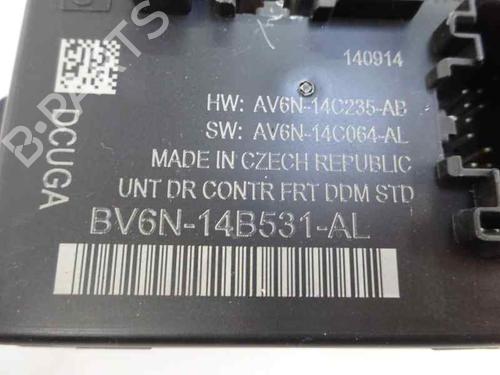 140914
HW: AV6N-14C235-AB
SW: AV6N-14C064-AL
MADE IN CZECH REPUBLIC
UNT DR CONTR FRT DDM STD
BV6N-14B531-AL
DCUGA
B-PARTS